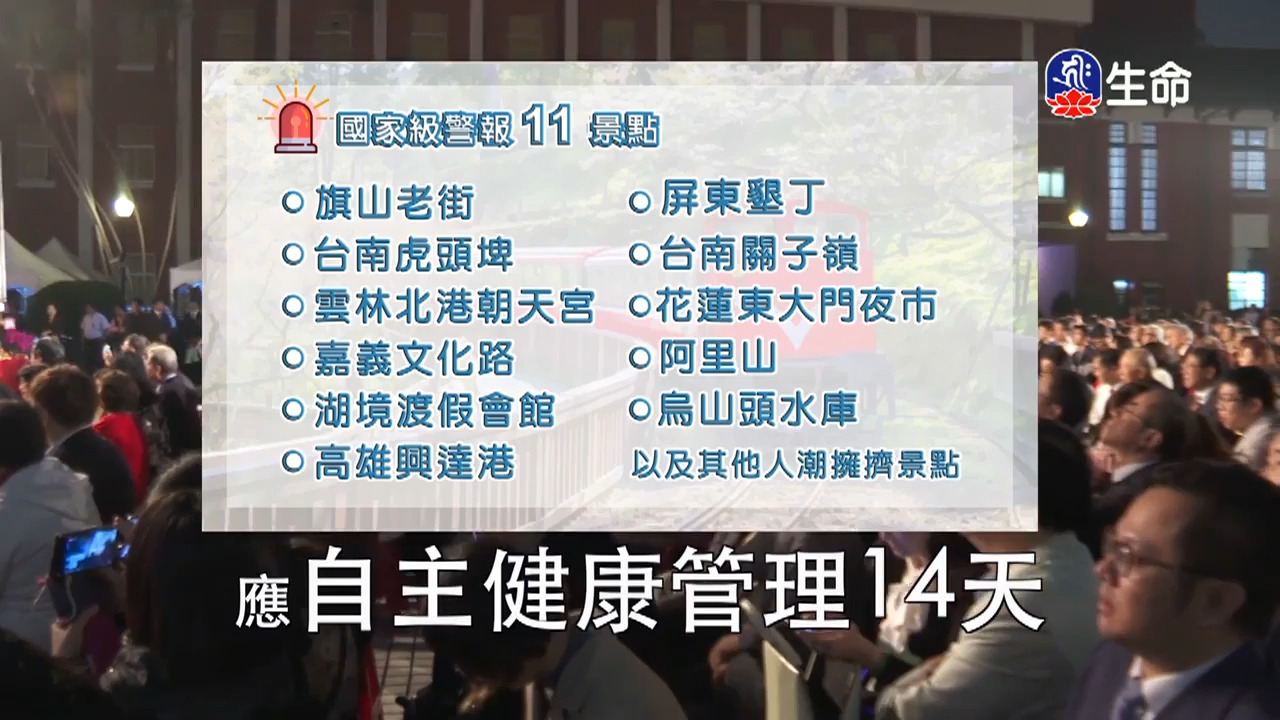 生命
國家級警報11景點
旗山老街
台南虎頭埤
雲林北港朝天宮
嘉義文化路
湖境渡假會館
高雄興達港
屏東墾丁
台南關子嶺
花蓮東大門夜市
阿里山
烏山頭水庫
以及其他人潮擁擠景點
應自主健康管理14天